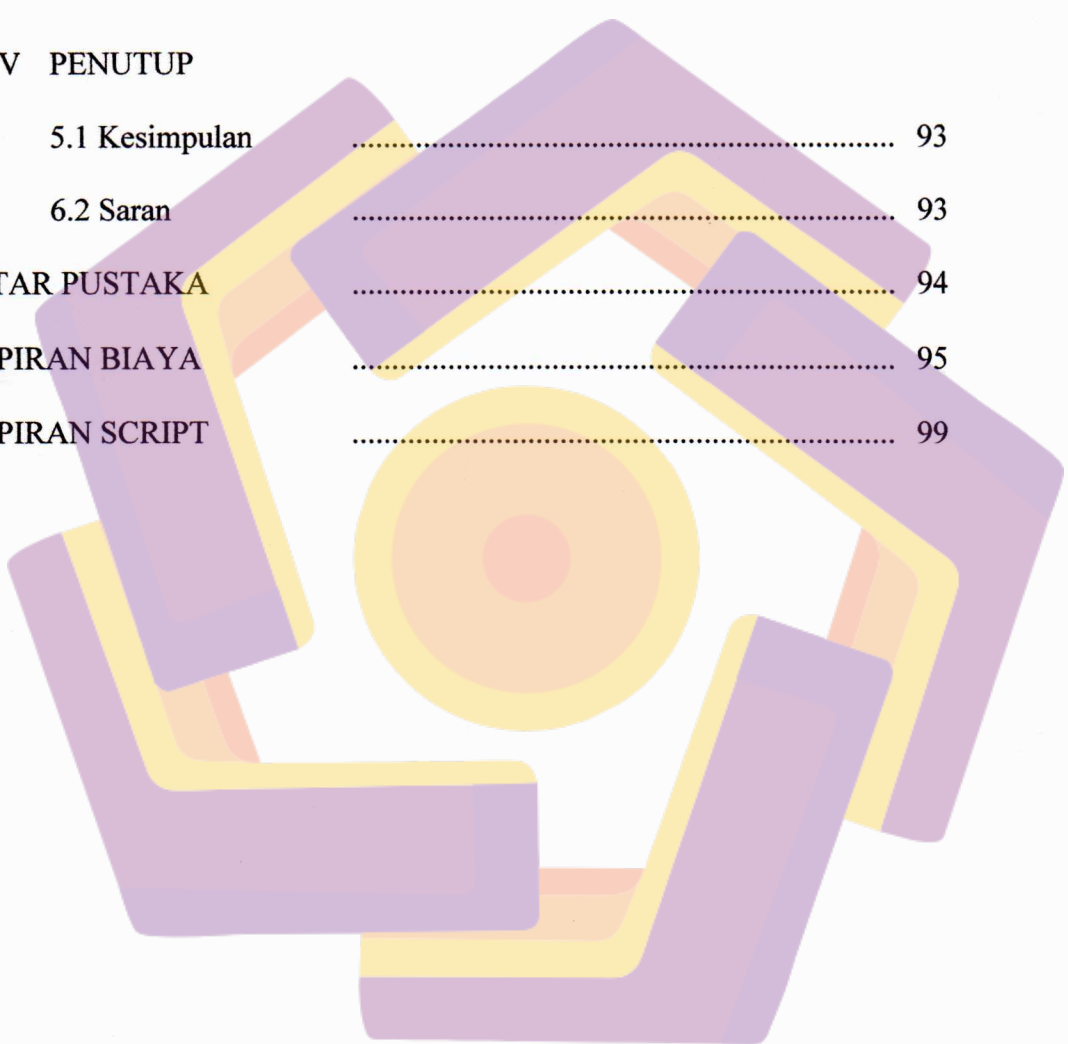 V PENUTUP
5.1 Kesimpulan ........................................................................ 93
6.2 Saran ........................................................................ 93
TAR PUSTAKA ........................................................................ 94
PIRAN BIAYA ........................................................................ 95
PIRAN SCRIPT ........................................................................ 99